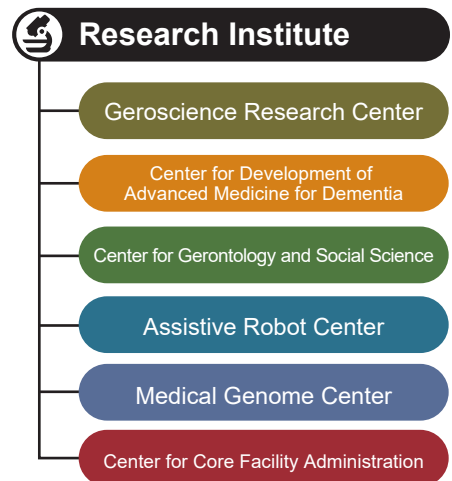 Research Institute
Geroscience Research Center
Center for Development of
Advanced Medicine for Dementia
Center for Gerontology and Social Science
Assistive Robot Center
Medical Genome Center
Center for Core Facility Administration